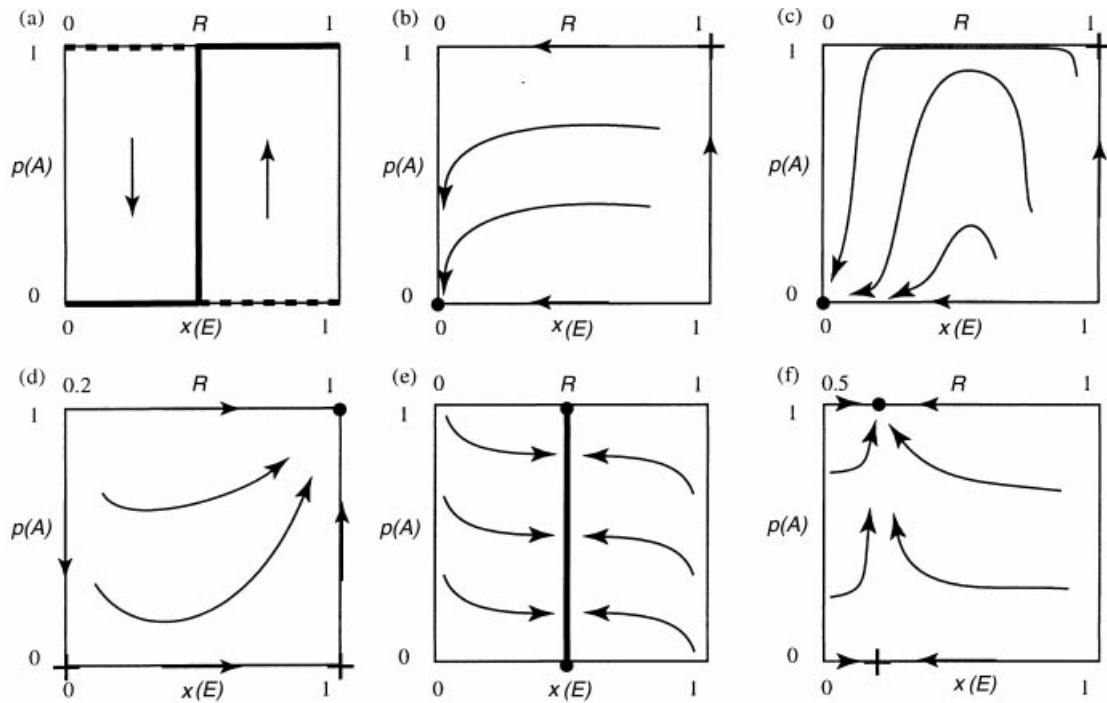 (a) 0 R 1
1
p(A)
0
0 x(E) 1
(b) 0 R 1
1
p(A)
0
0 x(E) 1
(c) 0 R 1
1
p(A)
0
0 x(E) 1
(d) 0.2 R 1
1
p(A)
0
0 x(E) 1
(e) 0 R 1
1
p(A)
0
0 x(E) 1
(f) 0.5 R 1
1
p(A)
0
0 x(E) 1